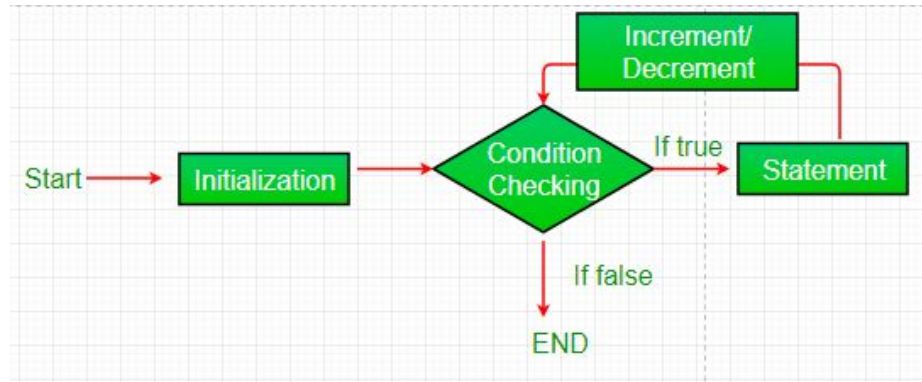 Start
Initialization
Condition
Checking
If true
Statement
Increment/
Decrement
If false
END